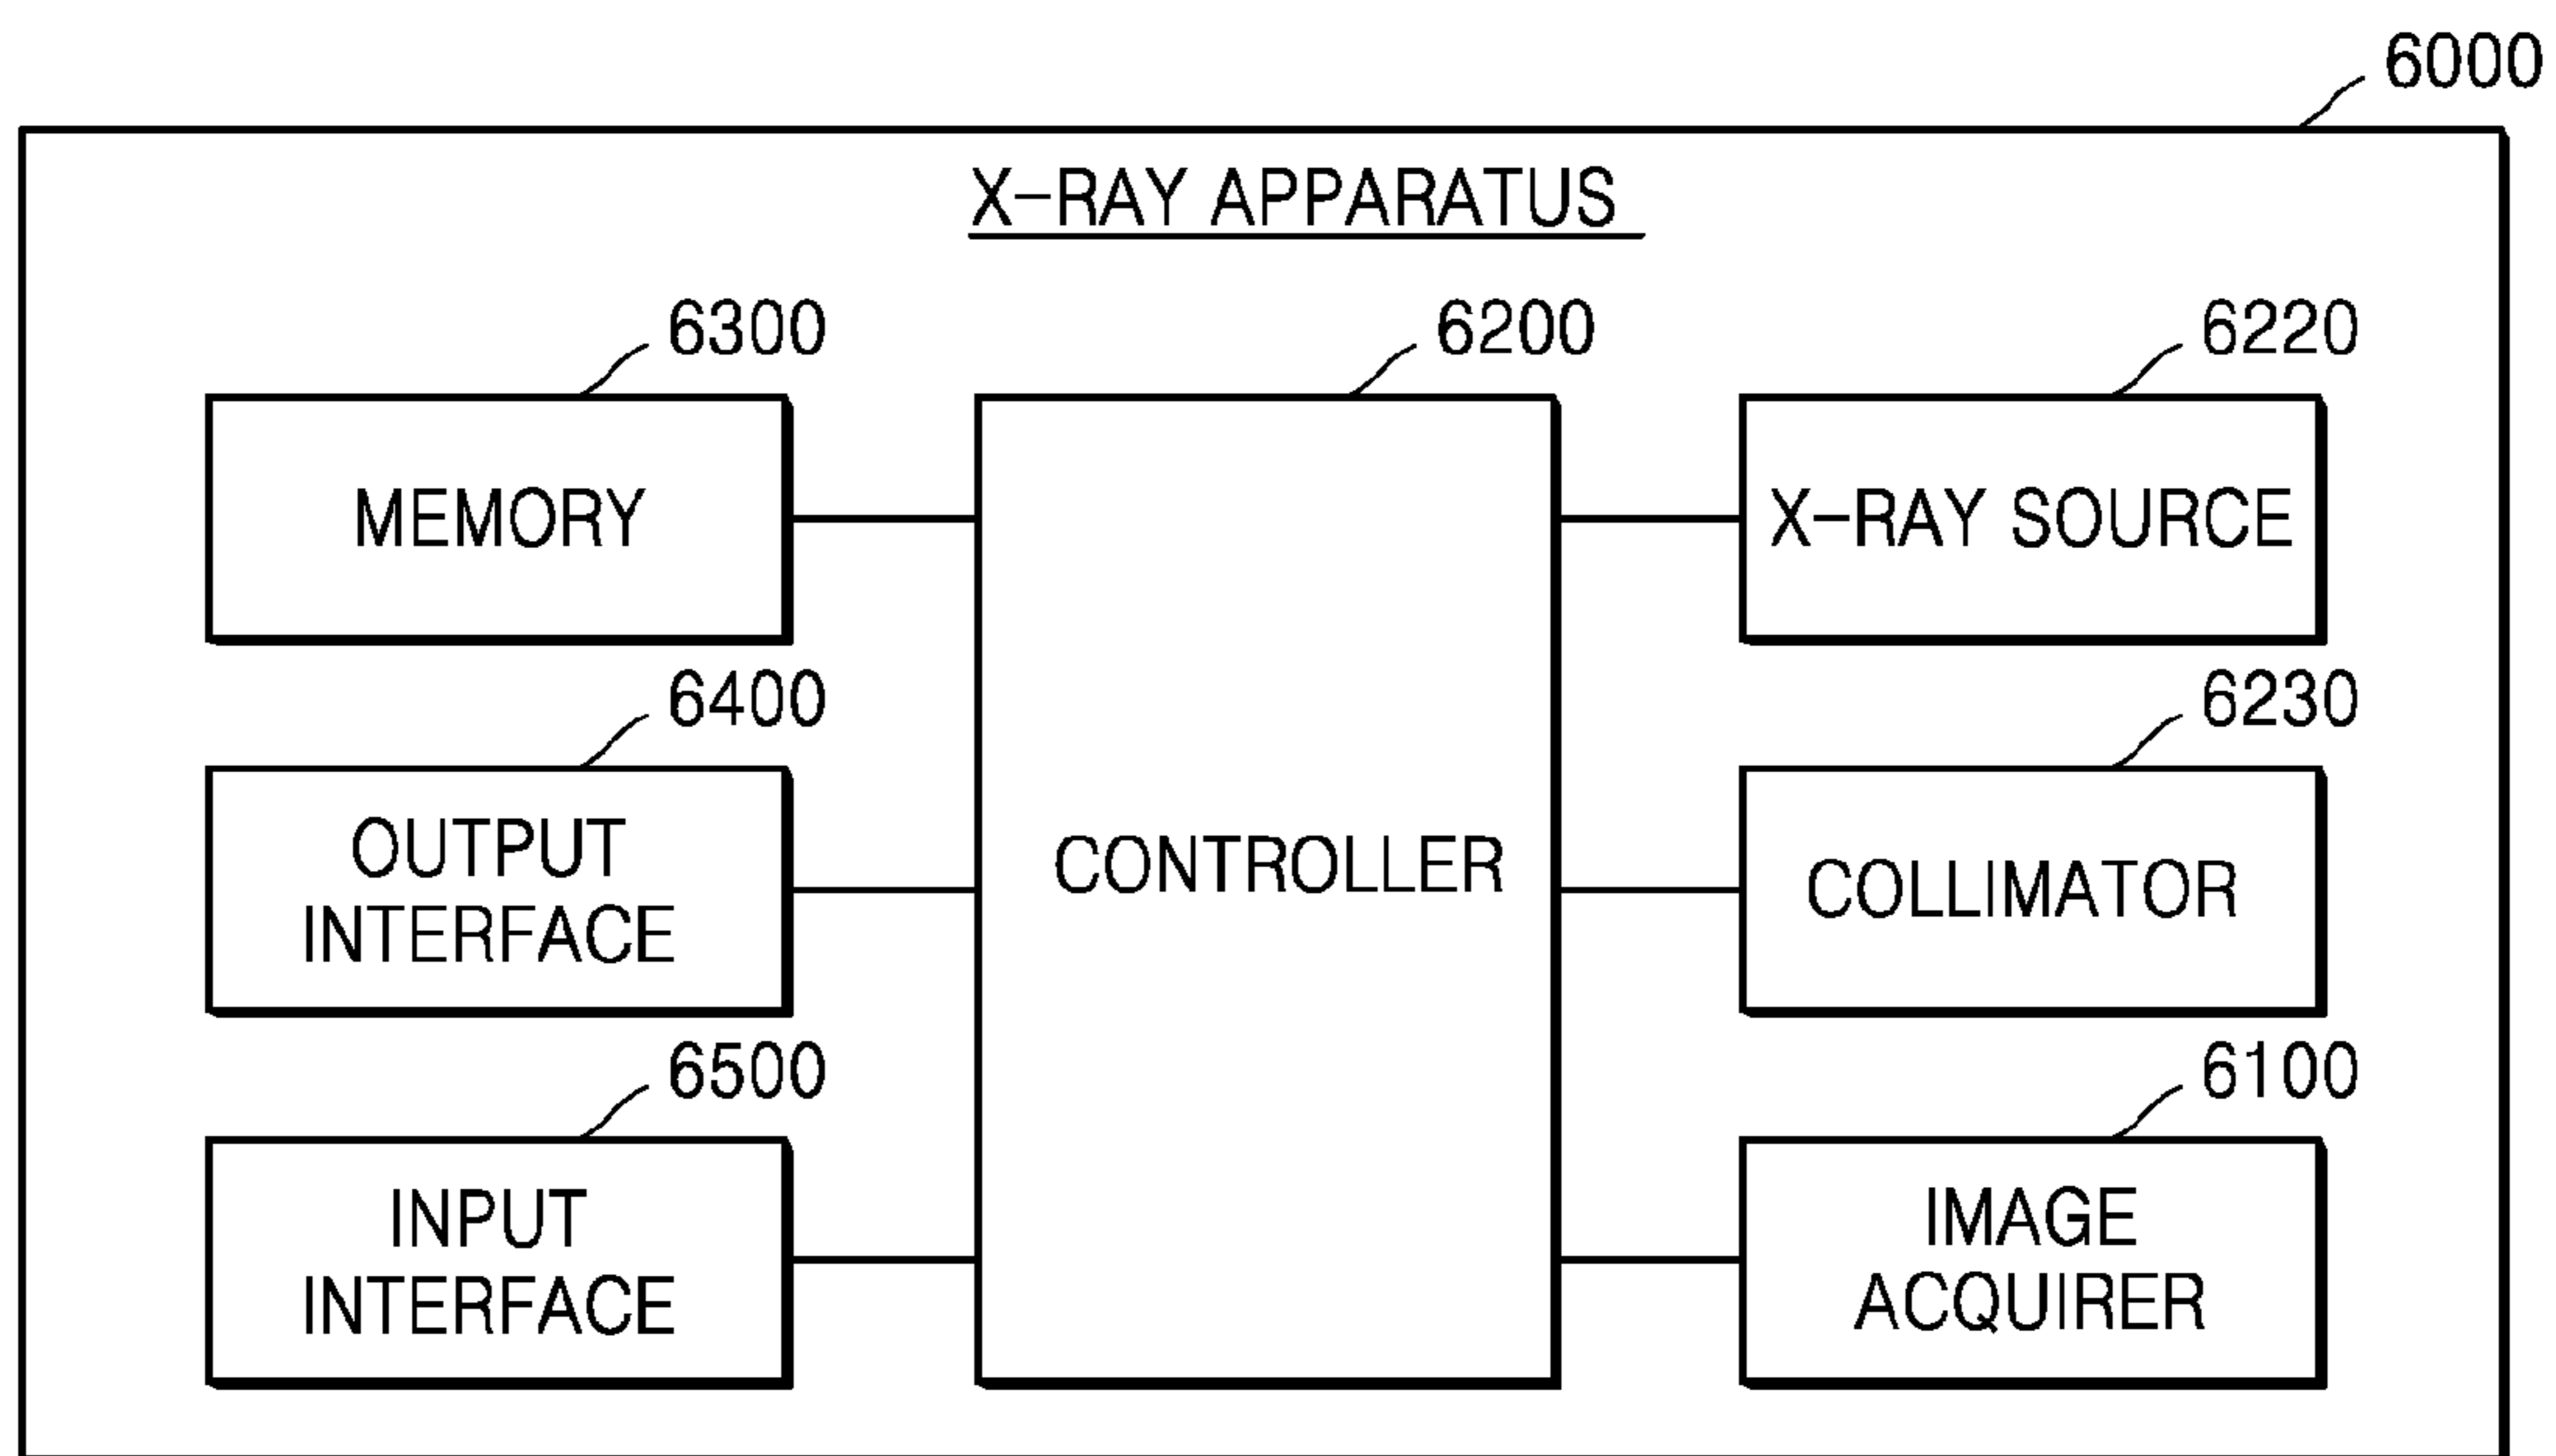 6000
X-RAY APPARATUS
6300
6200
6220
MEMORY
X-RAY SOURCE
6400
6230
OUTPUT
INTERFACE
CONTROLLER
COLLIMATOR
6500
6100
INPUT
INTERFACE
IMAGE
ACQUIRER